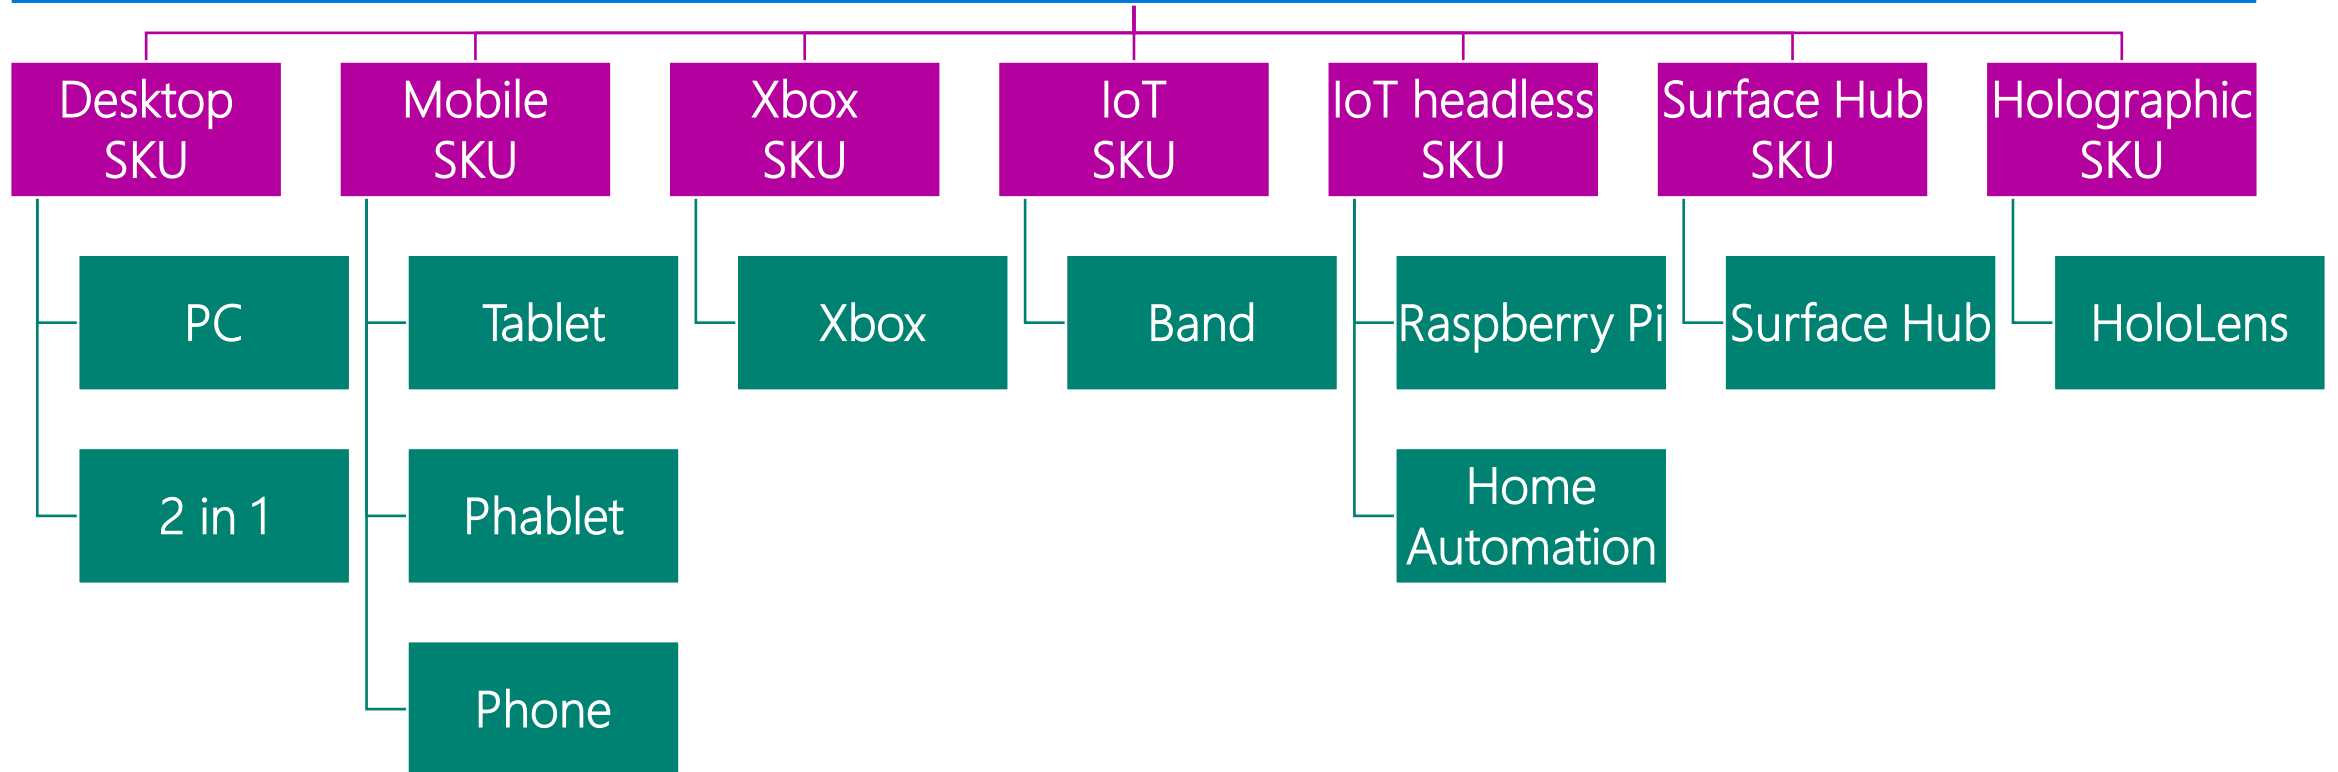 Desktop
SKU
Mobile
SKU
Xbox
SKU
IoT
SKU
IoT headless
SKU
Surface Hub
SKU
Holographic
SKU
PC
Tablet
Xbox
Band
Raspberry Pi
Surface Hub
HoloLens
2 in 1
Phablet
Home
Automation
Phone